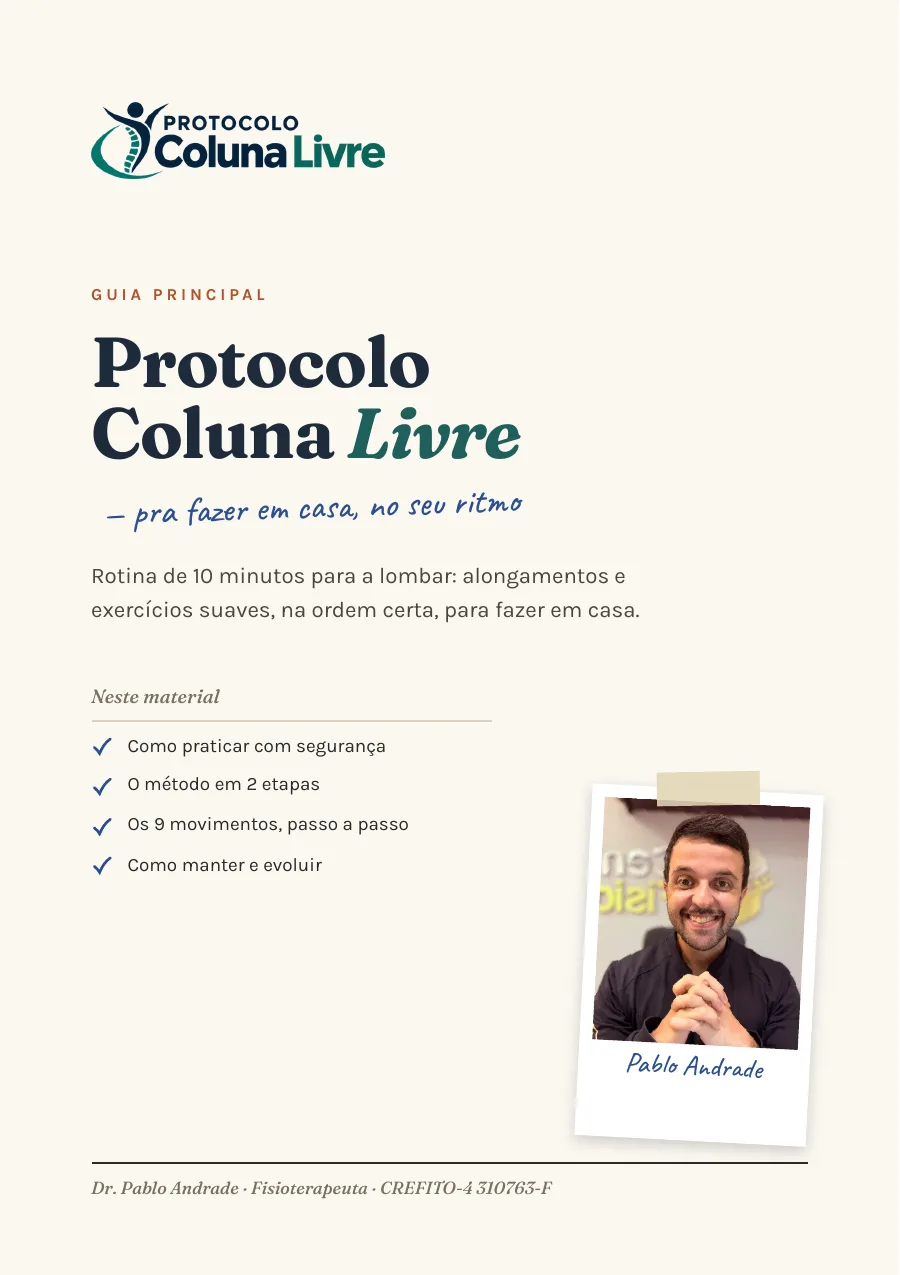 PROTOCOLO
Coluna Livre
GUIA PRINCIPAL
Protocolo
Coluna Livre
– pra fazer em casa, no seu ritmo
Rotina de 10 minutos para a lombar: alongamentos e
exercícios suaves, na ordem certa, para fazer em casa.
Neste material
Como praticar com segurança
O método em 2 etapas
Os 9 movimentos, passo a passo
Como manter e evoluir
Pablo Andrade
Dr. Pablo Andrade · Fisioterapeuta · CREFITO-4 310763-F